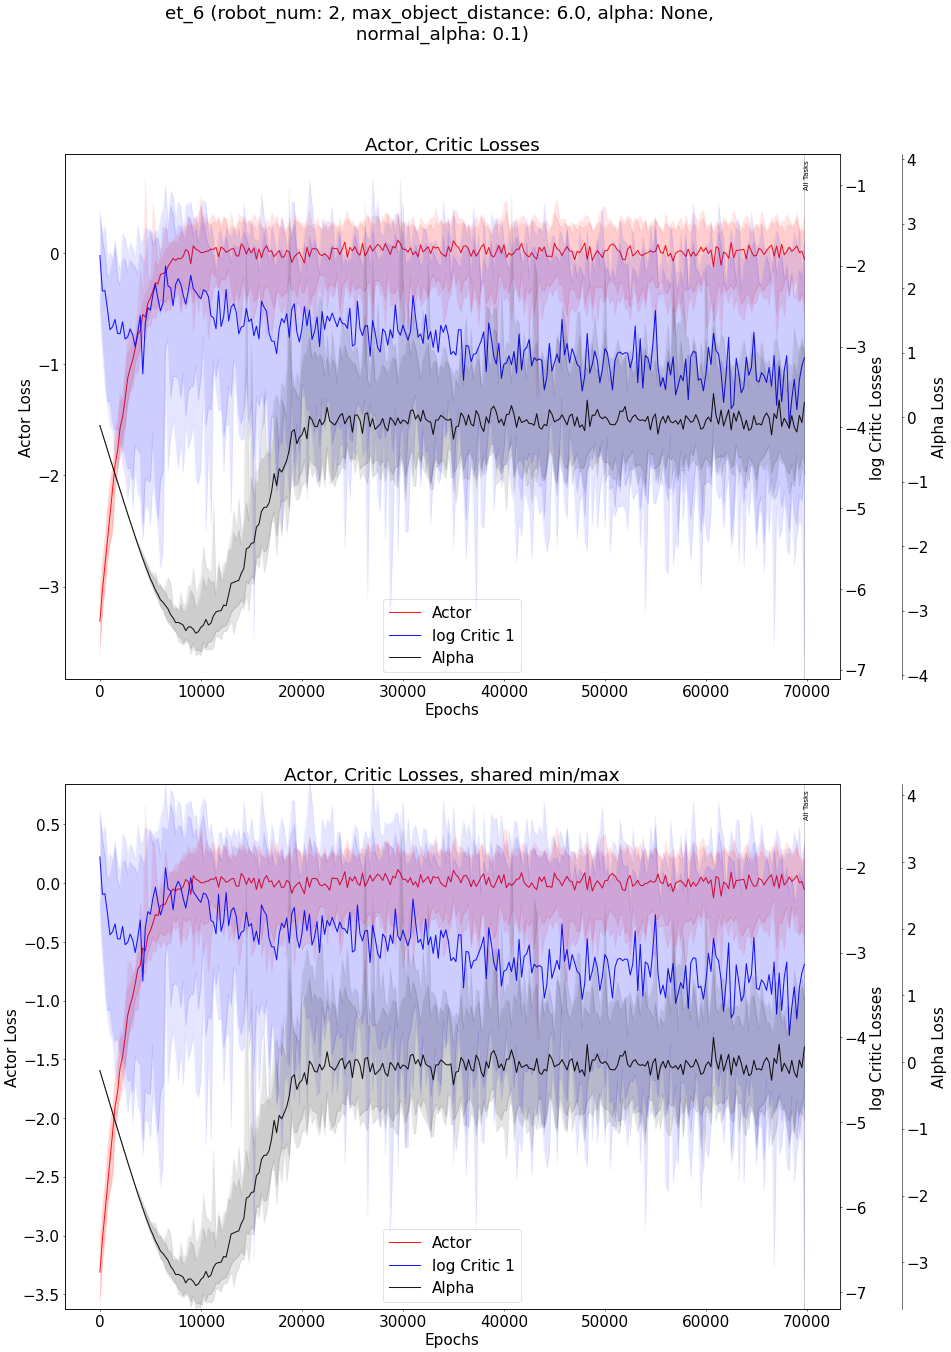 et_6 (robot_num: 2, max_object_distance: 6.0, alpha: None,
normal_alpha: 0.1)
Actor, Critic Losses
All Tasks
0
−1
−2
−3
Actor Loss
−1
−2
−3
−4
−5
−6
−7
log Critic Losses
4
3
2
1
0
−1
−2
−3
−4
Alpha Loss
Actor
log Critic 1
Alpha
0 10000 20000 30000 40000 50000 60000 70000
Epochs
Actor, Critic Losses, shared min/max
All Tasks
0.5
0.0
−0.5
−1.0
−1.5
−2.0
−2.5
−3.0
−3.5
Actor Loss
−2
−3
−4
−5
−6
−7
log Critic Losses
4
3
2
1
0
−1
−2
−3
Alpha Loss
Actor
log Critic 1
Alpha
0 10000 20000 30000 40000 50000 60000 70000
Epochs